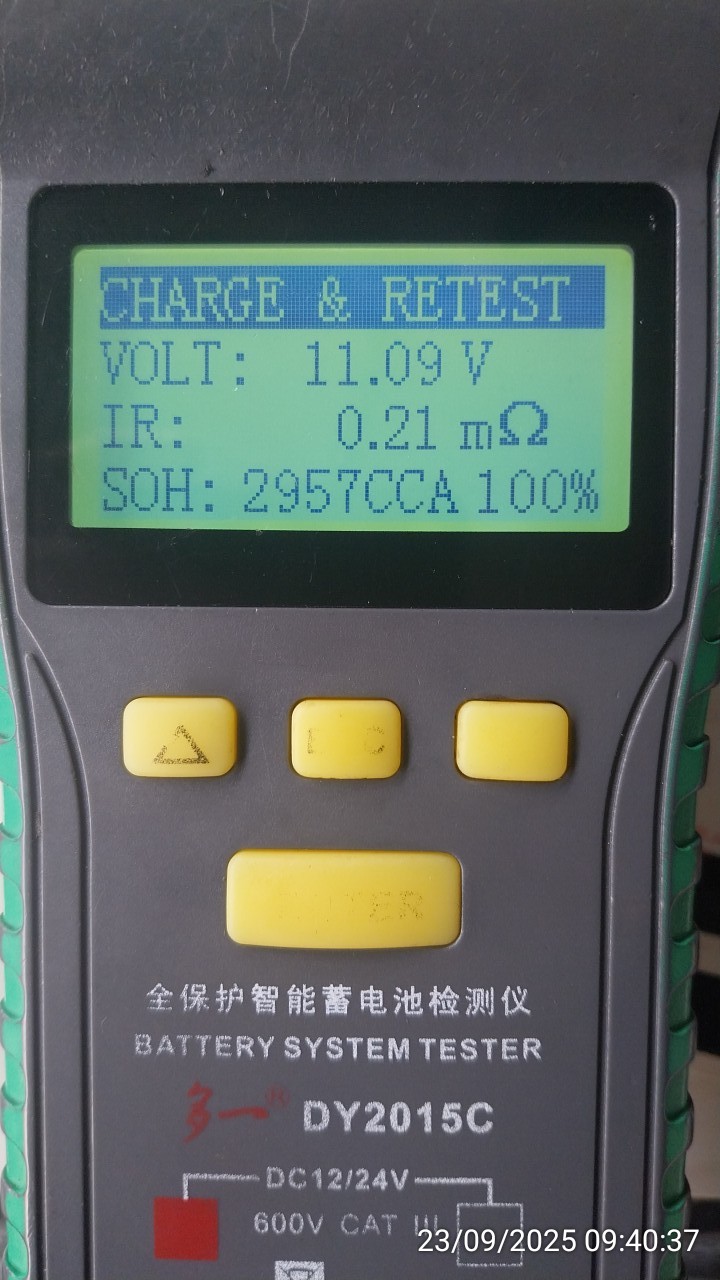 CHARGE & RETEST
VOLT: 11.09 V
IR: 0.21 mΩ
SOH: 2957CCA 100%
全保护智能蓄电池检测仪
BATTERY SYSTEM TESTER
多一® DY2015C
DC12/24V
600V CAT III
23/09/2025 09:40:37